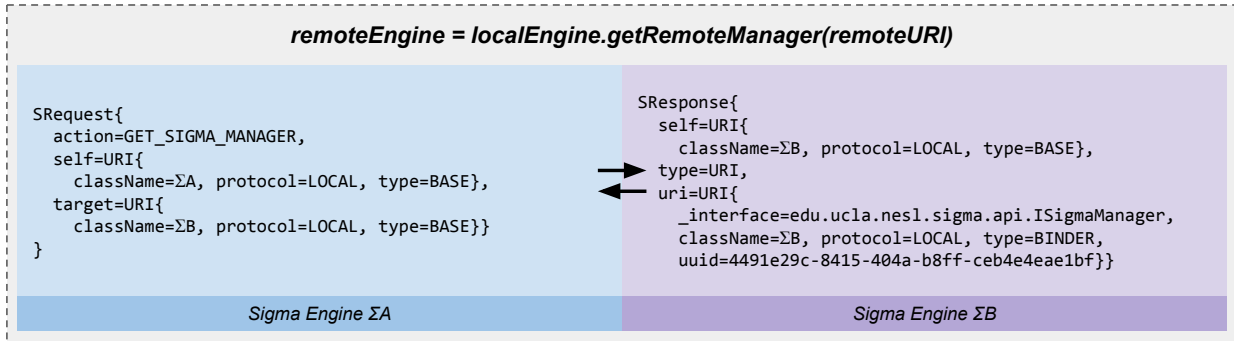 remoteEngine = localEngine.getRemoteManager(remoteURI)
SRequest{
action=GET_SIGMA_MANAGER,
self=URI{
className=ΣA, protocol=LOCAL, type=BASE},
target=URI{
className=ΣB, protocol=LOCAL, type=BASE}}
}
Sigma Engine ΣA
SResponse{
self=URI{
className=ΣB, protocol=LOCAL, type=BASE},
type=URI,
uri=URI{
_interface=edu.ucla.nesl.sigma.api.ISigmaManager,
className=ΣB, protocol=LOCAL, type=BINDER,
uuid=4491e29c-8415-404a-b8ff-ceb4e4eae1bf}}
Sigma Engine ΣB